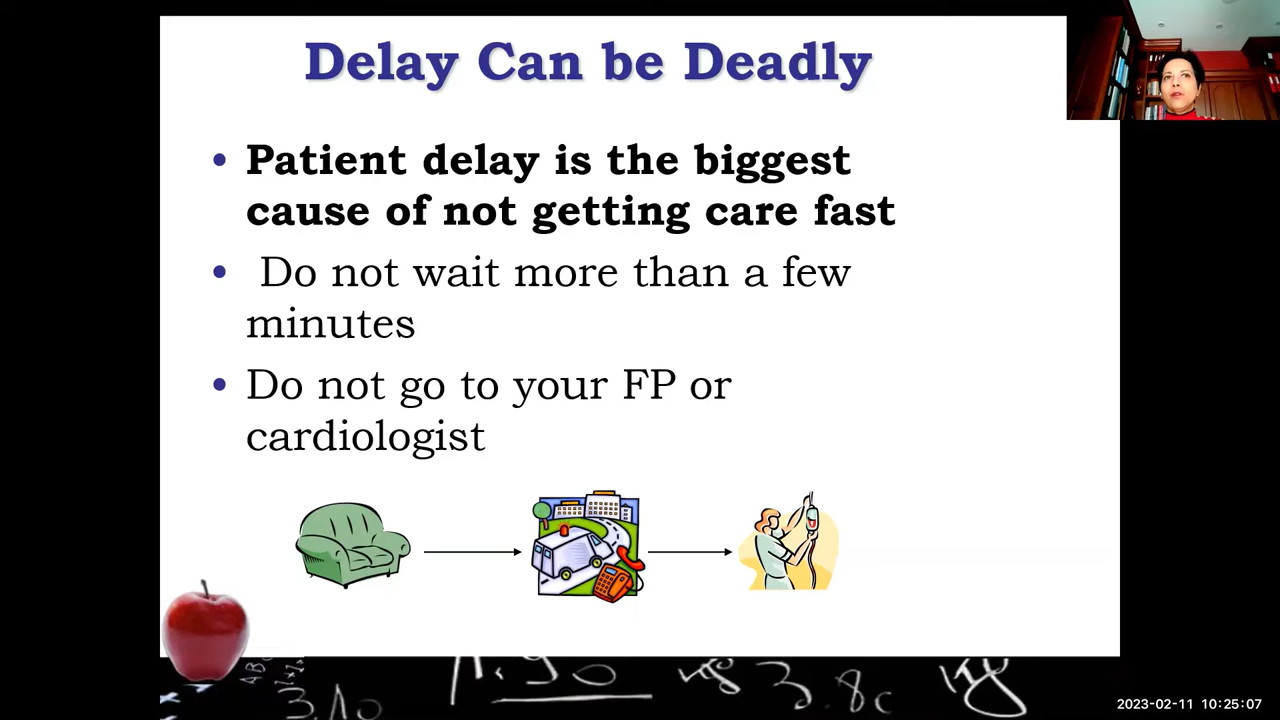 Delay Can be Deadly
• Patient delay is the biggest
cause of not getting care fast
• Do not wait more than a few
minutes
• Do not go to your FP or
cardiologist
2023-02-11 10:25:07